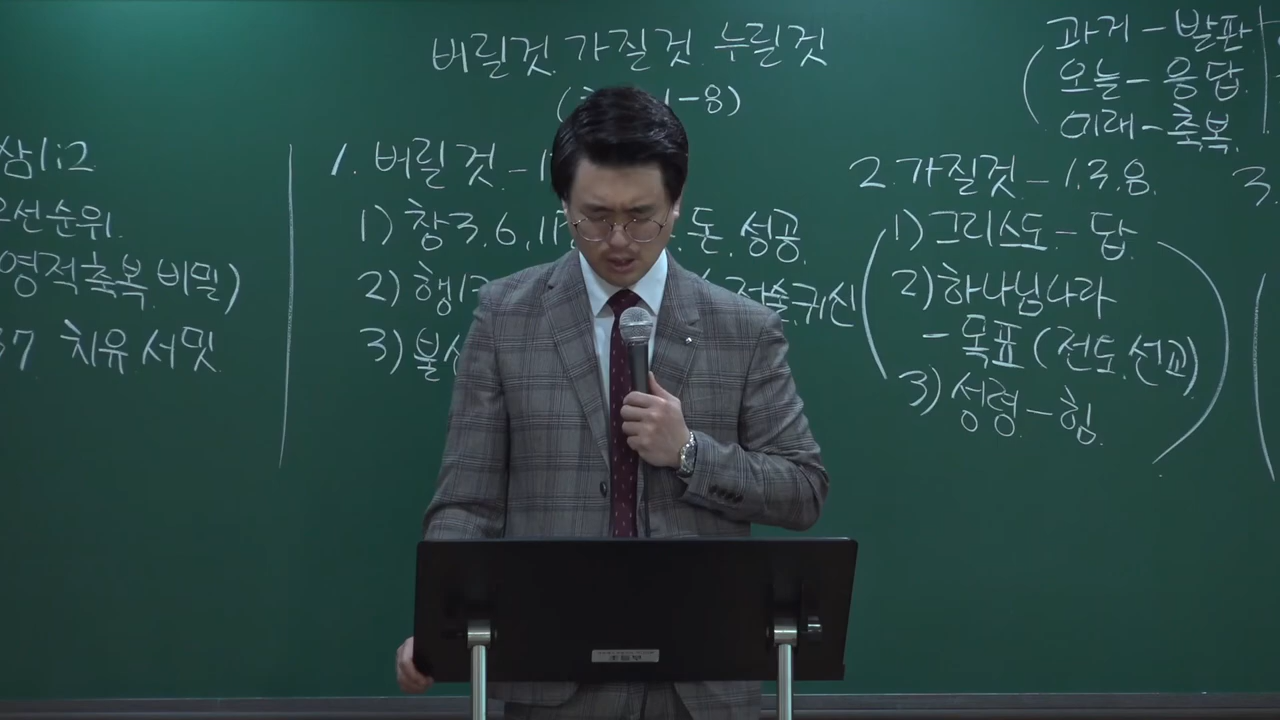 버릴것. 가질것. 누릴것
1-8)
과거-발판
오늘-응답.
미래-축복.
삼1:2
우선순위.
영적축복.비밀)
37 치유 서밋
1. 버릴것.-1
1) 창3.6.11 돈.성공.
2) 행13
3) 불신
2. 가질것-1.3.8.
1) 그리스도-답
2) 하나님나라
-목표(전도.선교)
3) 성령-힘.
3.